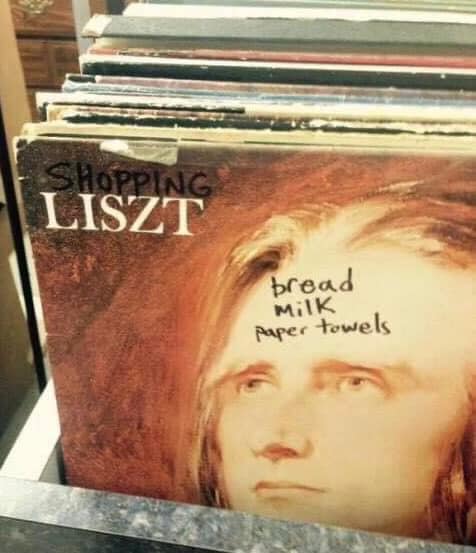 SHOPPING
LISZT
bread
MilK
paper towels